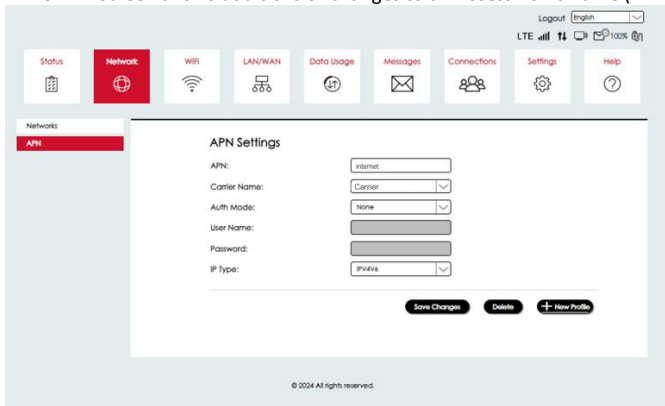 Logout English
LTE 100%
Status Network WiFi LAN/WAN Data Usage Messages Connections Settings Help
Networks
APN
APN Settings
APN: internet
Carrier Name: Carrier
Auth Mode: None
User Name:
Password:
IP Type: IPV4V6
Save Changes Delete + New Profile
© 2024 All rights reserved.